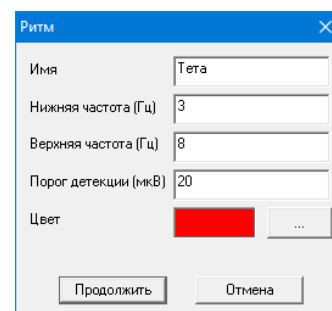 Ритм
Имя Тета
Нижняя частота (Гц) 3
Верхняя частота (Гц) 8
Порог детекции (мкВ) 20
Цвет ...
Продолжить Отмена